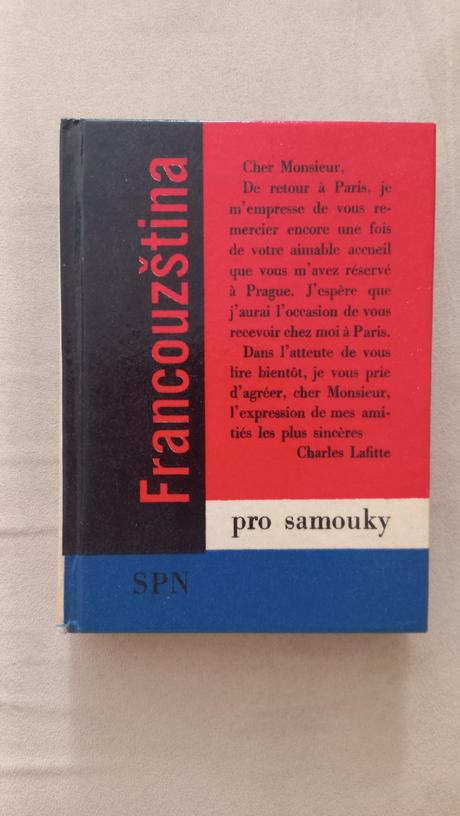 Francouzština
Cher Monsieur,
De retour à Paris, je
m'empresse de vous re-
mercier encore une fois
de votre aimable accueil
que vous m'avez réservé
à Prague. J'espère que
j'aurai l'occasion de vous
recevoir chez moi à Paris.
Dans l'attente de vous
lire bientôt, je vous prie
d'agréer, cher Monsieur,
l'expression de mes ami-
tiés les plus sincères
Charles Lafitte
pro samouky
SPN